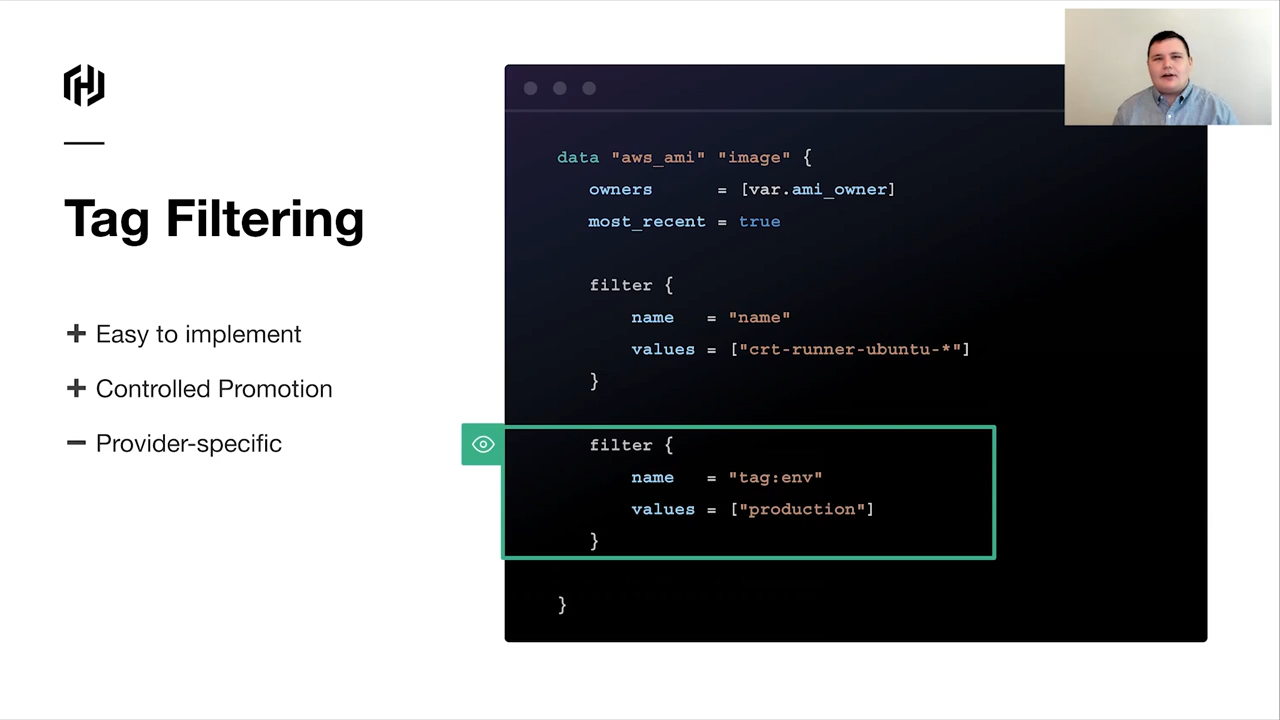 Tag Filtering
+ Easy to implement
+ Controlled Promotion
− Provider-specific
data "aws_ami" "image" {
owners = [var.ami_owner]
most_recent = true
filter {
name = "name"
values = ["crt-runner-ubuntu-*"]
}
filter {
name = "tag:env"
values = ["production"]
}
}